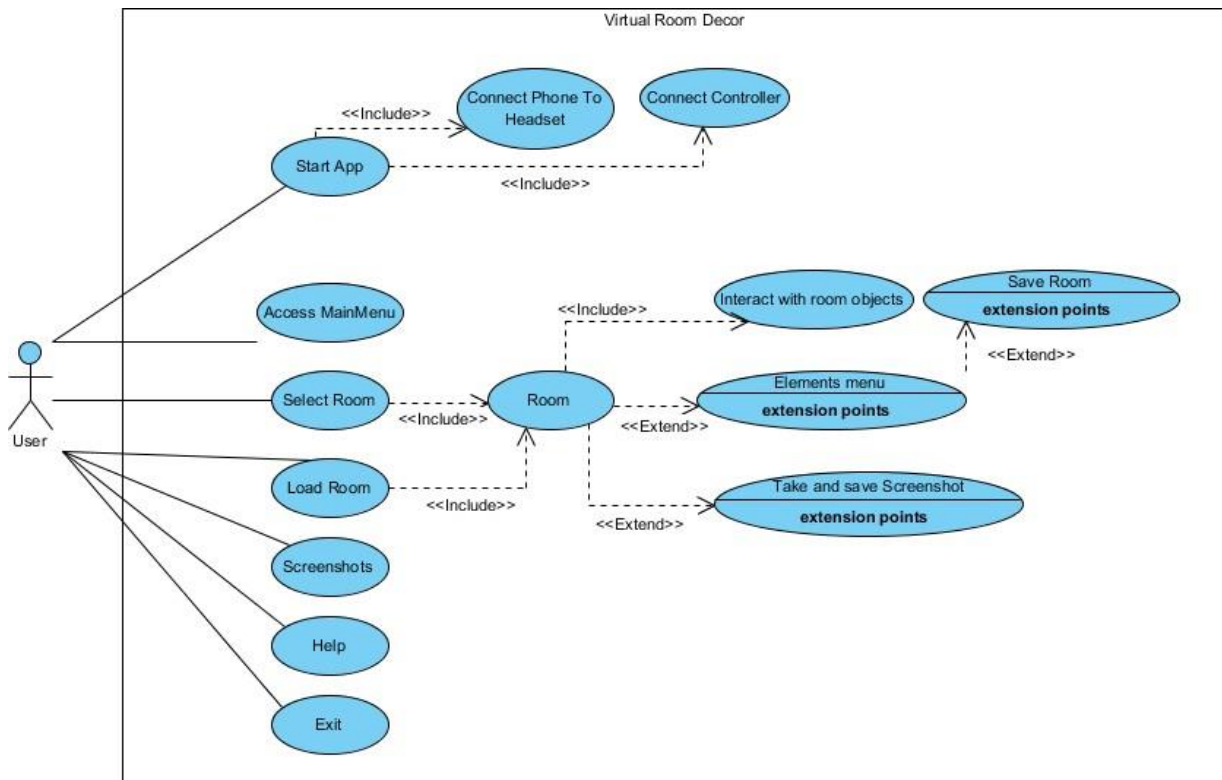 Virtual Room Decor
Connect Phone To
Headset
Connect Controller
<<Include>>
Start App
<<Include>>
Access MainMenu
Interact with room objects
Save Room
extension points
<<Include>>
<<Extend>>
Select Room
<<Include>>
Room
Elements menu
extension points
<<Extend>>
User
Load Room
<<Include>>
Take and save Screenshot
extension points
<<Extend>>
Screenshots
Help
Exit